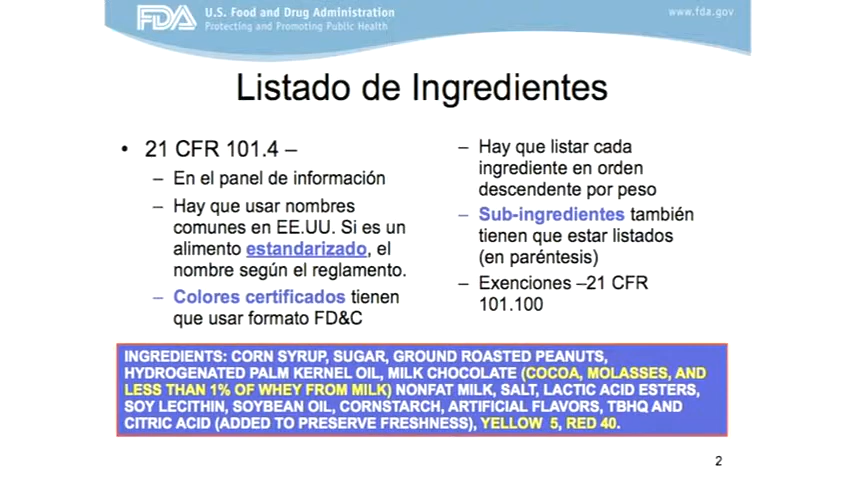 FDA U.S. Food and Drug Administration
Protecting and Promoting Public Health
www.fda.gov
Listado de Ingredientes
• 21 CFR 101.4 –
– En el panel de información
– Hay que usar nombres
comunes en EE.UU. Si es un
alimento estandarizado, el
nombre según el reglamento.
– Colores certificados tienen
que usar formato FD&C
– Hay que listar cada
ingrediente en orden
descendente por peso
– Sub-ingredientes también
tienen que estar listados
(en paréntesis)
– Exenciones –21 CFR
101.100
INGREDIENTS: CORN SYRUP, SUGAR, GROUND ROASTED PEANUTS,
HYDROGENATED PALM KERNEL OIL, MILK CHOCOLATE (COCOA, MOLASSES, AND
LESS THAN 1% OF WHEY FROM MILK) NONFAT MILK, SALT, LACTIC ACID ESTERS,
SOY LECITHIN, SOYBEAN OIL, CORNSTARCH, ARTIFICIAL FLAVORS, TBHQ AND
CITRIC ACID (ADDED TO PRESERVE FRESHNESS), YELLOW 5, RED 40.
2